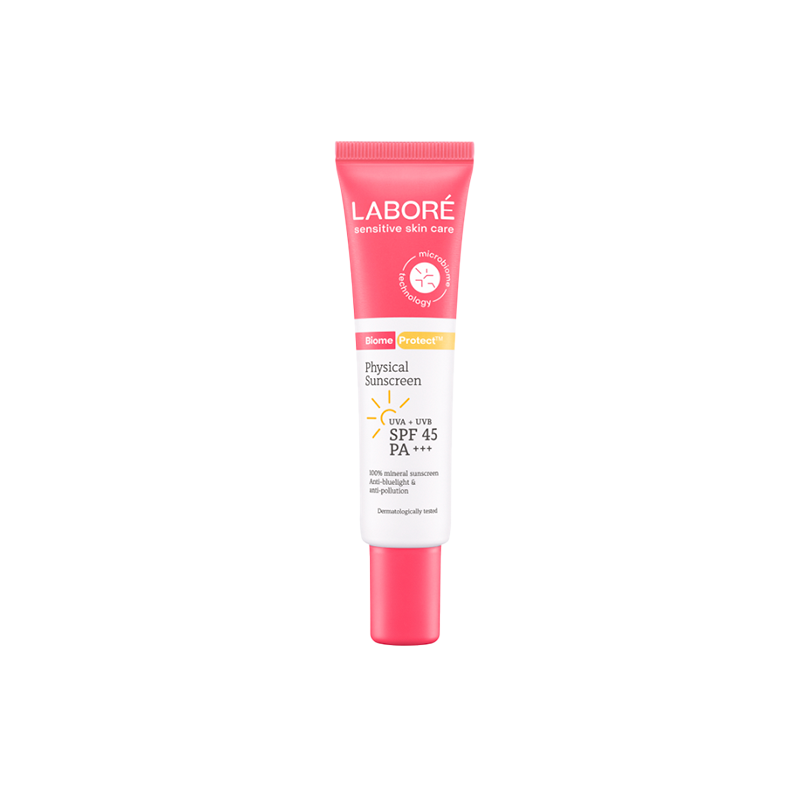 LABORÉ
sensitive skin care
microbiome
technology
Biome Protect™
Physical
Sunscreen
UVA + UVB
SPF 45
PA +++
100% mineral sunscreen
Anti-bluelight &
anti-pollution
Dermatologically tested